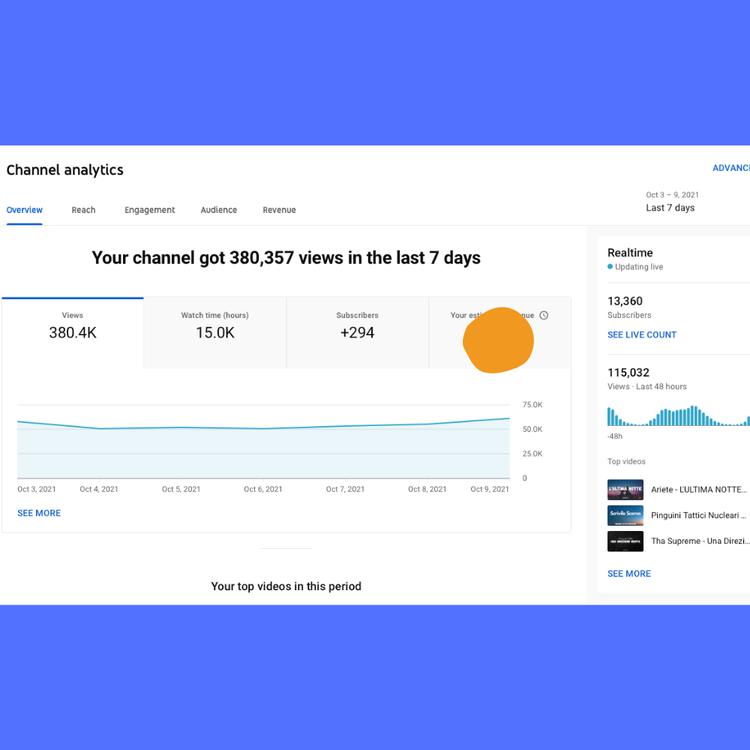 Channel analytics
ADVANC
Oct 3 – 9, 2021
Last 7 days
Overview
Reach
Engagement
Audience
Revenue
Your channel got 380,357 views in the last 7 days
Views
380.4K
Watch time (hours)
15.0K
Subscribers
+294
Your
75.0K
50.0K
25.0K
0
Oct 3, 2021
Oct 4, 2021
Oct 5, 2021
Oct 6, 2021
Oct 7, 2021
Oct 8, 2021
Oct 9, 2021
SEE MORE
Your top videos in this period
Realtime
Updating live
13,360
Subscribers
SEE LIVE COUNT
115,032
Views · Last 48 hours
-48h
Top videos
L'ULTIMA NOTTE
Ariete - L'ULTIMA NOTTE...
Scrivile Scemo
Pinguini Tattici Nucleari ...
Tha Supreme - Una Direzi...
SEE MORE